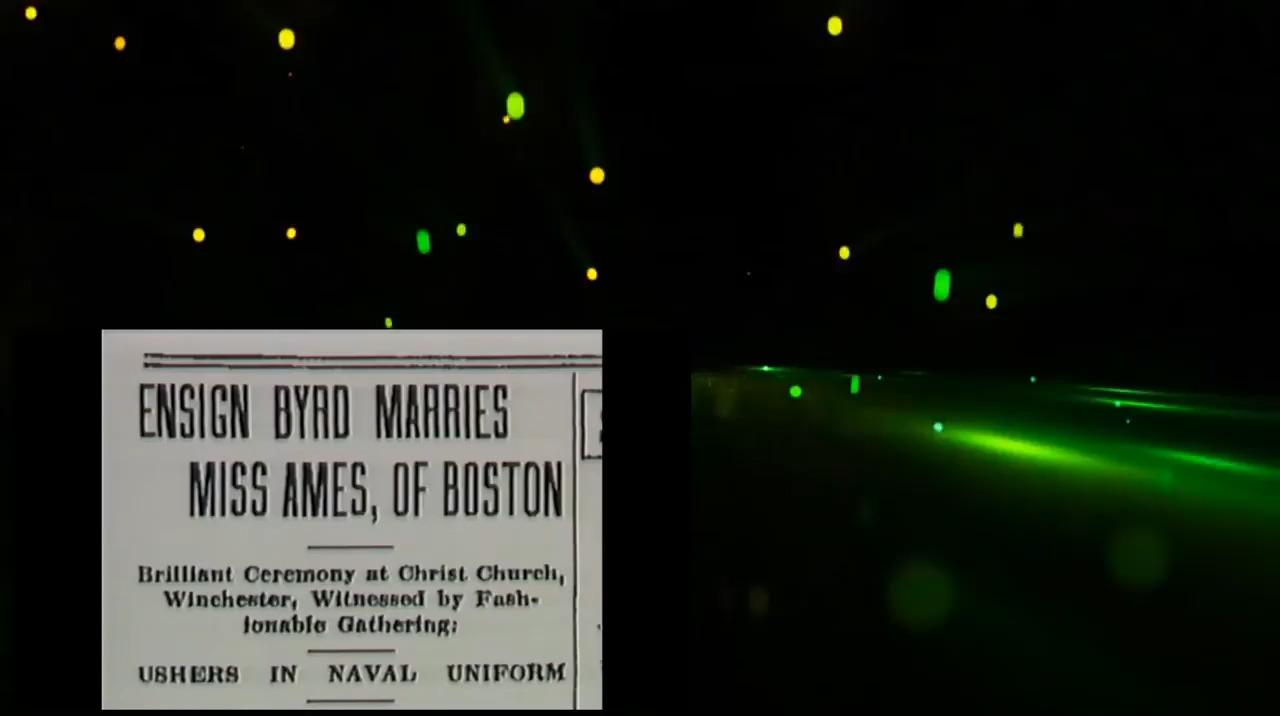 ENSIGN BYRD MARRIES
MISS AMES, OF BOSTON
Brilliant Ceremony at Christ Church,
Winchester, Witnessed by Fash-
ionable Gathering:
USHERS IN NAVAL UNIFORM